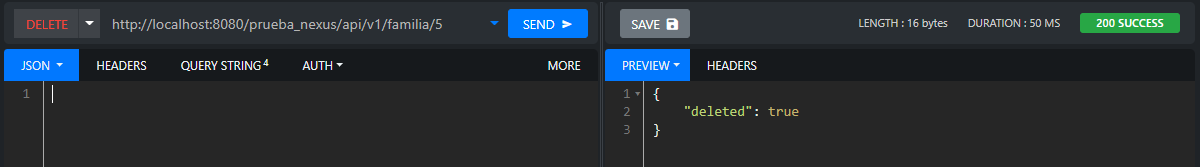 DELETE http://localhost:8080/prueba_nexus/api/v1/familia/5 SEND
JSON HEADERS QUERY STRING 4 AUTH MORE
1
SAVE LENGTH : 16 bytes DURATION : 50 MS 200 SUCCESS
PREVIEW HEADERS
1 {
2 "deleted": true
3 }